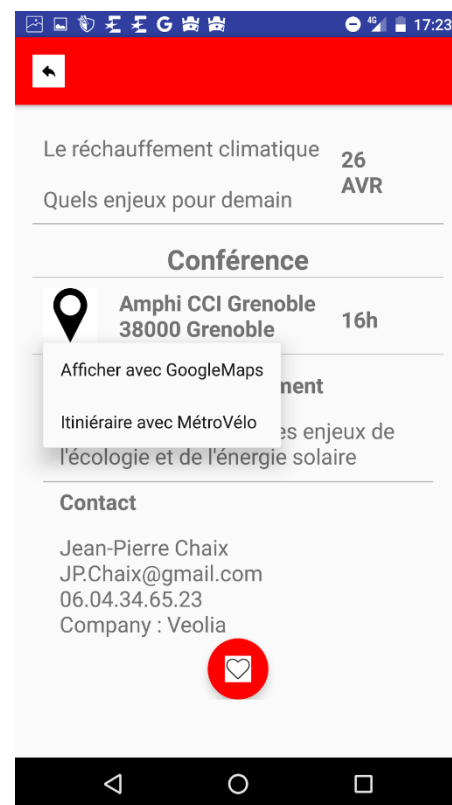 4G 17:23
Le réchauffement climatique
26
AVR
Quels enjeux pour demain
Conférence
Amphi CCI Grenoble
38000 Grenoble
16h
Afficher avec GoogleMaps
Itiniéraire avec MétroVélo
enjeux de
l'écologie et de l'énergie solaire
Contact
Jean-Pierre Chaix
JP.Chaix@gmail.com
06.04.34.65.23
Company : Veolia